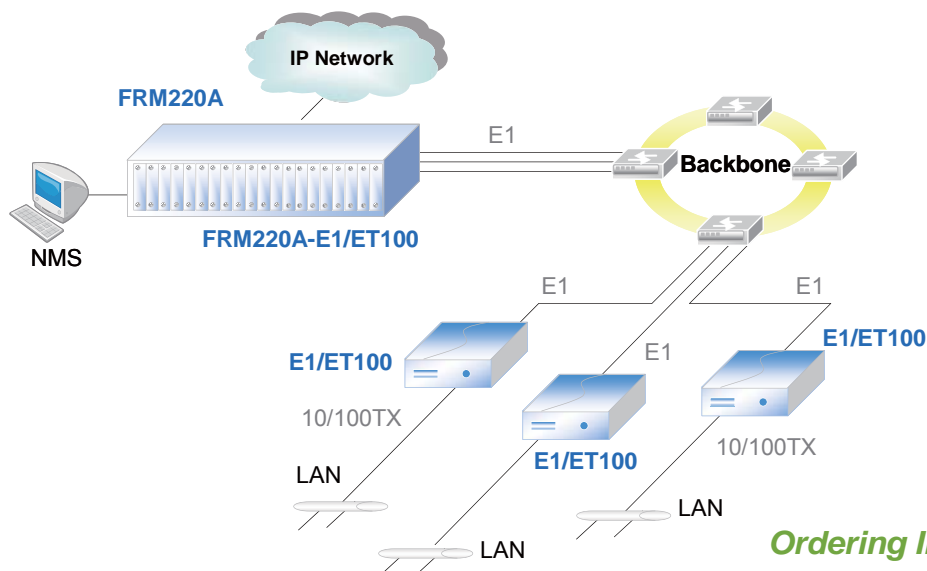 IP Network
FRM220A
E1
Backbone
FRM220A-E1/ET100
NMS
E1
E1/ET100
E1
E1/ET100
10/100TX
10/100TX
E1/ET100
LAN
LAN
LAN
Ordering